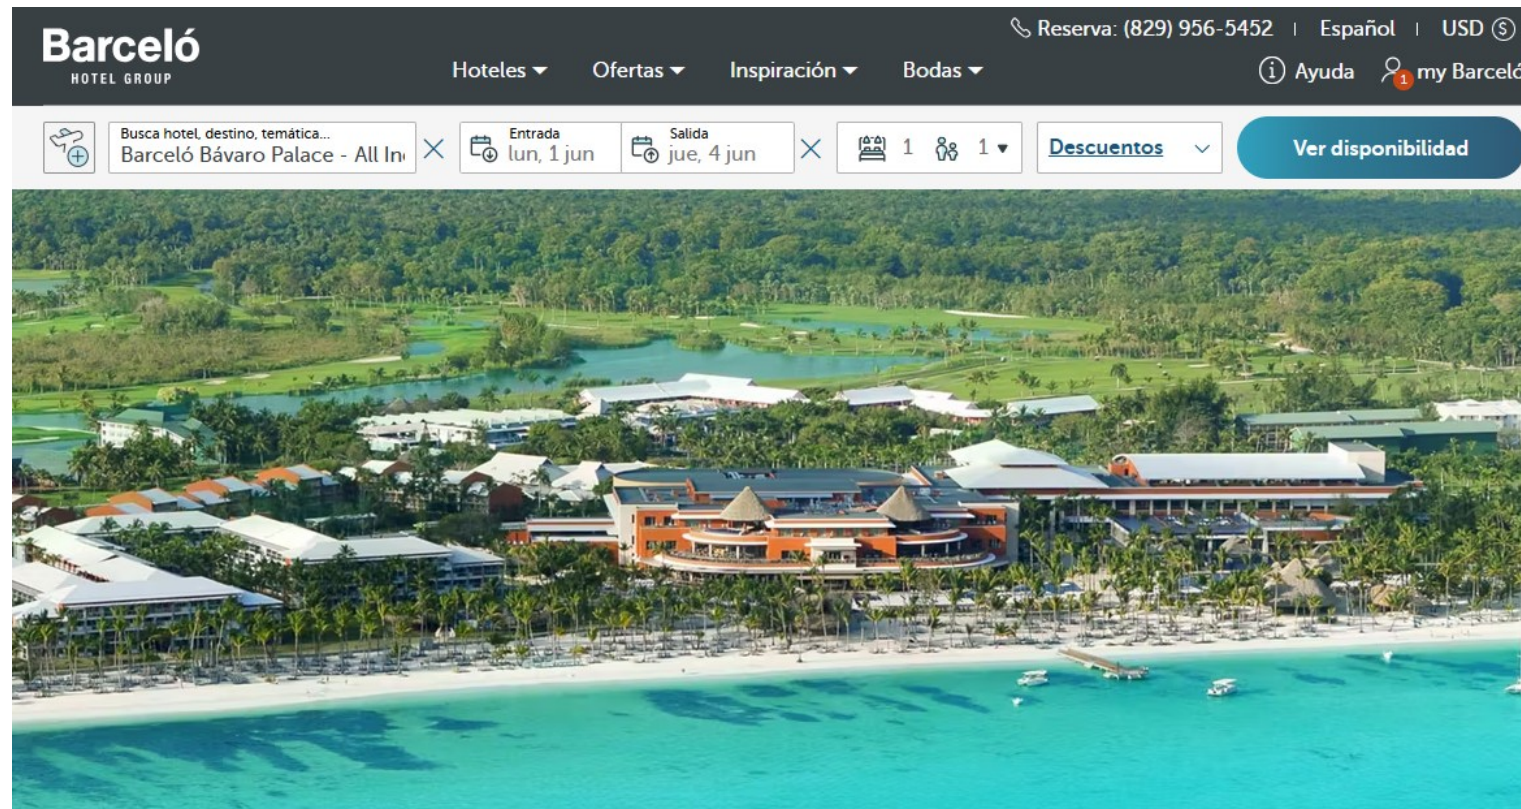 Barceló
HOTEL GROUP
Reserva: (829) 956-5452
Español
USD
Hoteles
Ofertas
Inspiración
Bodas
Ayuda
1
my Barceló
Busca hotel, destino, temática...
Barceló Bávaro Palace - All In
Entrada
lun, 1 jun
Salida
jue, 4 jun
1
1
Descuentos
Ver disponibilidad